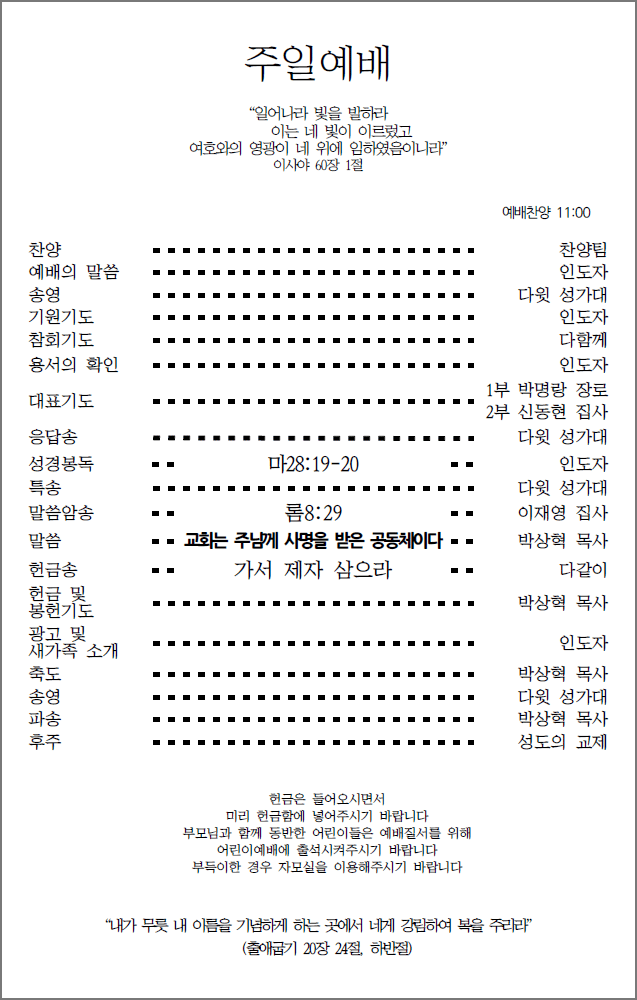 주일예배
“일어나라 빛을 발하라
이는 네 빛이 이르렀고
여호와의 영광이 네 위에 임하였음이니라”
이사야 60장 1절
예배찬양 11:00
찬양 찬양팀
예배의 말씀 인도자
송영 다윗 성가대
기원기도 인도자
참회기도 다함께
용서의 확인 인도자
대표기도 1부 박명랑 장로
2부 신동현 집사
응답송 다윗 성가대
성경봉독 마28:19-20 인도자
특송 다윗 성가대
말씀암송 롬8:29 이재영 집사
말씀 교회는 주님께 사명을 받은 공동체이다 박상혁 목사
헌금송 가서 제자 삼으라 다같이
헌금 및
봉헌기도 박상혁 목사
광고 및
새가족 소개 인도자
축도 박상혁 목사
송영 다윗 성가대
파송 박상혁 목사
후주 성도의 교제
헌금은 들어오시면서
미리 헌금함에 넣어주시기 바랍니다
부모님과 함께 동반한 어린이들은 예배질서를 위해
어린이예배에 출석시켜주시기 바랍니다
부득이한 경우 자모실을 이용해주시기 바랍니다
“내가 무릇 내 이름을 기념하게 하는 곳에서 네게 강림하여 복을 주리라”
(출애굽기 20장 24절, 하반절)